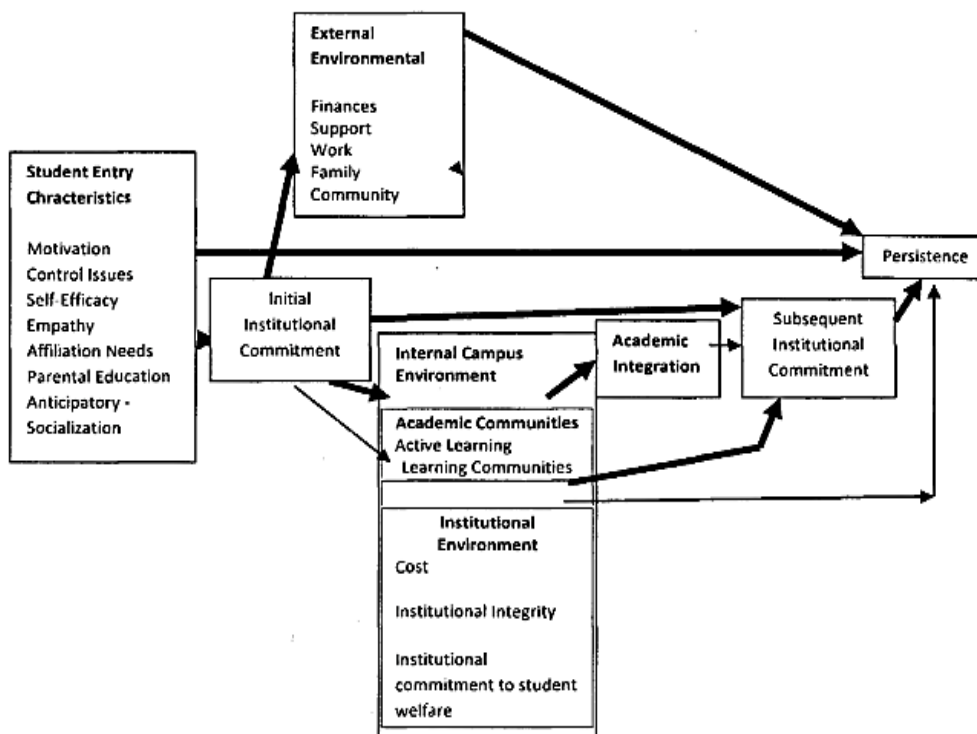 External
Environmental
Finances
Support
Work
Family
Community
Student Entry
Chracteristics
Motivation
Control Issues
Self-Efficacy
Empathy
Affiliation Needs
Parental Education
Anticipatory -
Socialization
Initial
Institutional
Commitment
Internal Campus
Environment
Academic Communities
Active Learning
Learning Communities
Institutional
Environment
Cost
Institutional Integrity
Institutional
commitment to student
welfare
Academic
Integration
Subsequent
Institutional
Commitment
Persistence